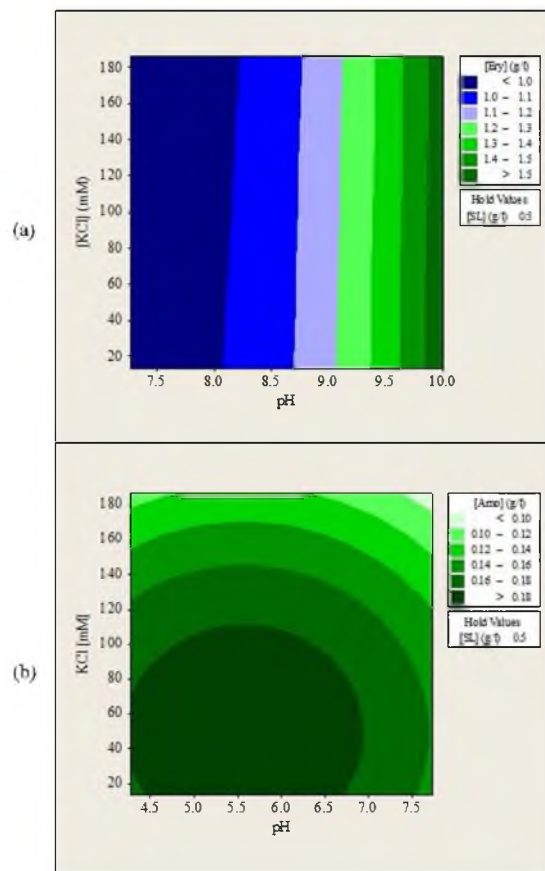 (a)
[KCl] (mM)
180
160
140
120
100
80
60
40
20
7.5 8.0 8.5 9.0 9.5 10.0
pH
[Ery] (g/l)
< 1.0
1.0 – 1.1
1.1 – 1.2
1.2 – 1.3
1.3 – 1.4
1.4 – 1.5
> 1.5
Hold Values
[SL] (g/l) 0.5
(b)
KCl [mM]
180
160
140
120
100
80
60
40
20
4.5 5.0 5.5 6.0 6.5 7.0 7.5
pH
[Amo] (g/l)
< 0.10
0.10 – 0.12
0.12 – 0.14
0.14 – 0.16
0.16 – 0.18
> 0.18
Hold Values
[SL] (g/l) 0.5